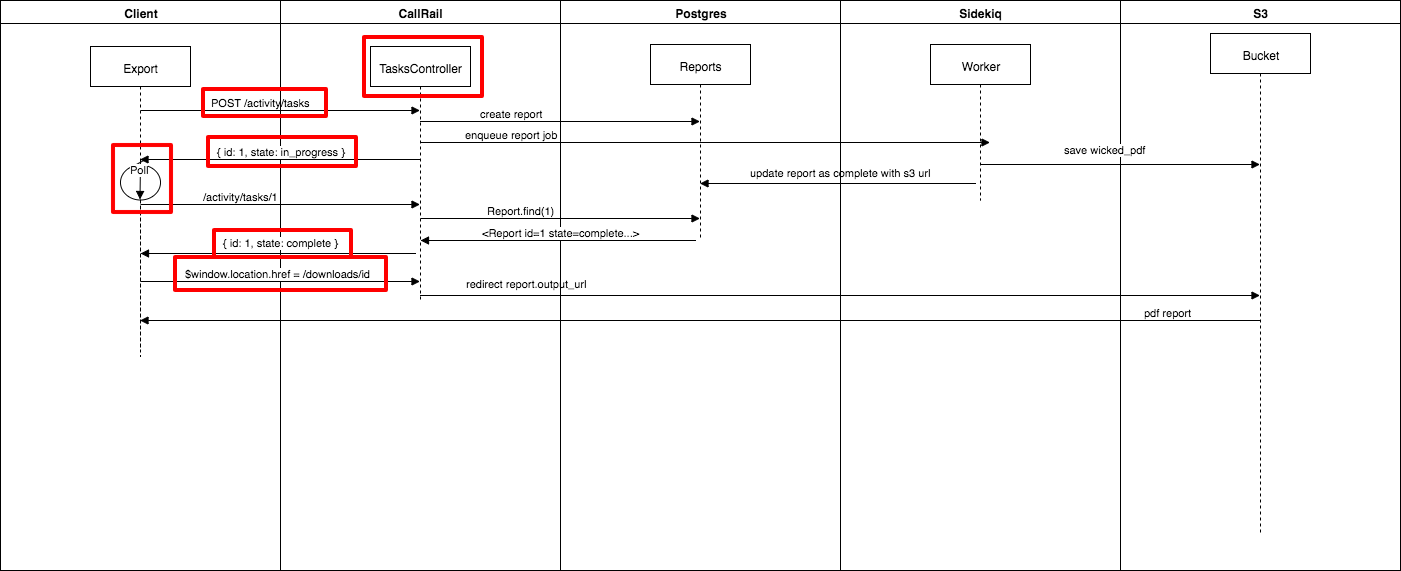 Client
CallRail
Postgres
Sidekiq
S3
Export
TasksController
Reports
Worker
Bucket
POST /activity/tasks
create report
enqueue report job
{ id: 1, state: in_progress }
save wicked_pdf
Poll
update report as complete with s3 url
/activity/tasks/1
Report.find(1)
<Report id=1 state=complete...>
{ id: 1, state: complete }
$window.location.href = /downloads/id
redirect report.output_url
pdf report